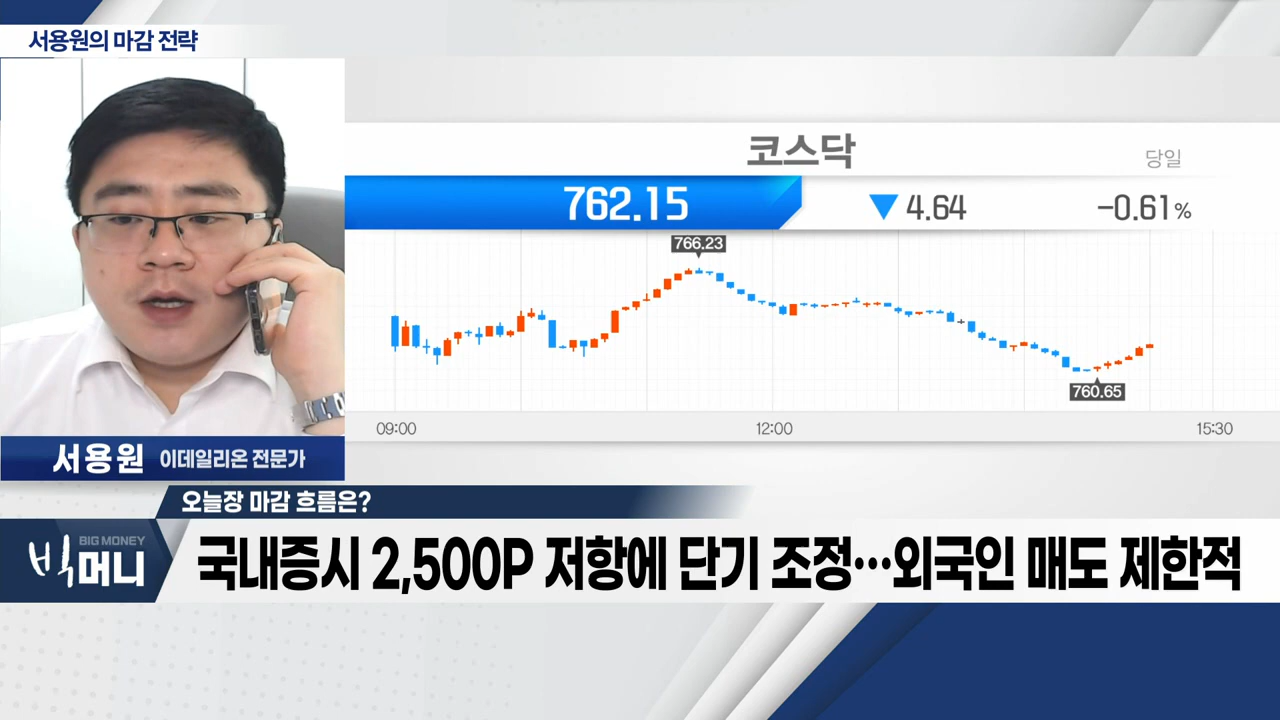 서용원의 마감 전략
코스닥
당일
762.15 ▼ 4.64 -0.61%
766.23
760.65
09:00 12:00 15:30
서용원 이데일리온 전문가
오늘장 마감 흐름은?
BIG MONEY
빅머니
국내증시 2,500P 저항에 단기 조정…외국인 매도 제한적